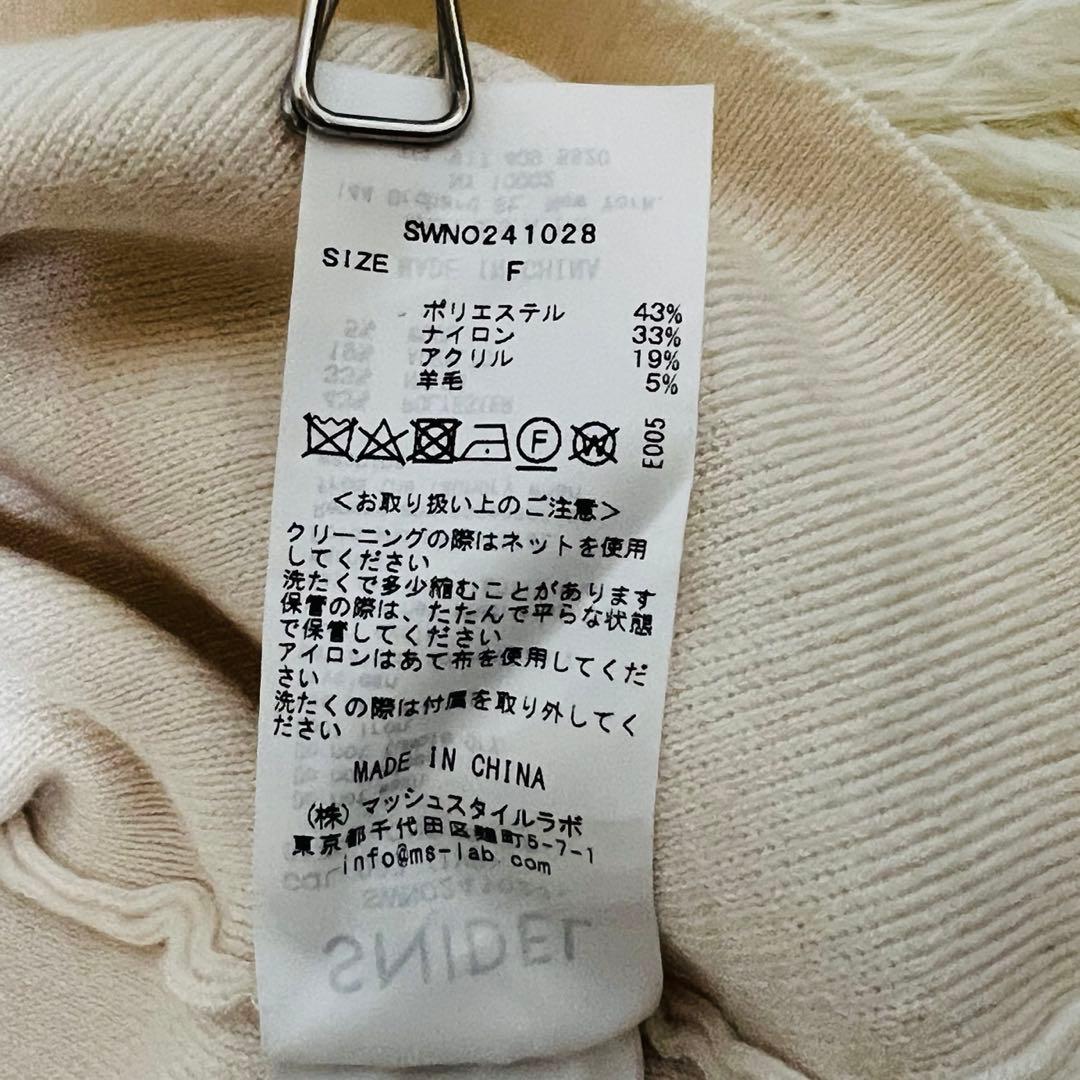 SWNO241028
SIZE F
ポリエステル 43%
ナイロン 33%
アクリル 19%
羊毛 5%
F W E005
<お取り扱い上のご注意>
クリーニングの際はネットを使用
してください
洗たくで多少縮むことがあります
保管の際は、たたんで平らな状態
で保管してください
アイロンはあて布を使用してくだ
さい
洗たくの際は付属を取り外してく
ださい
MADE IN CHINA
(株)マッシュスタイルラボ
東京都千代田区麹町5-7-1
info@ms-lab.com
SWNO241028
SNIDEL